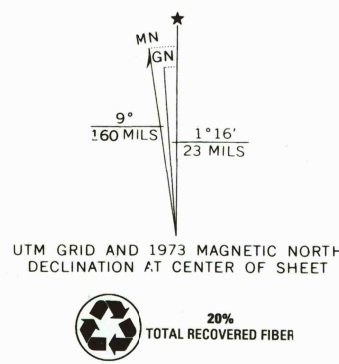 ★
MN
GN
9°
160 MILS
1°16′
23 MILS
UTM GRID AND 1973 MAGNETIC NORTH
DECLINATION AT CENTER OF SHEET
20%
TOTAL RECOVERED FIBER